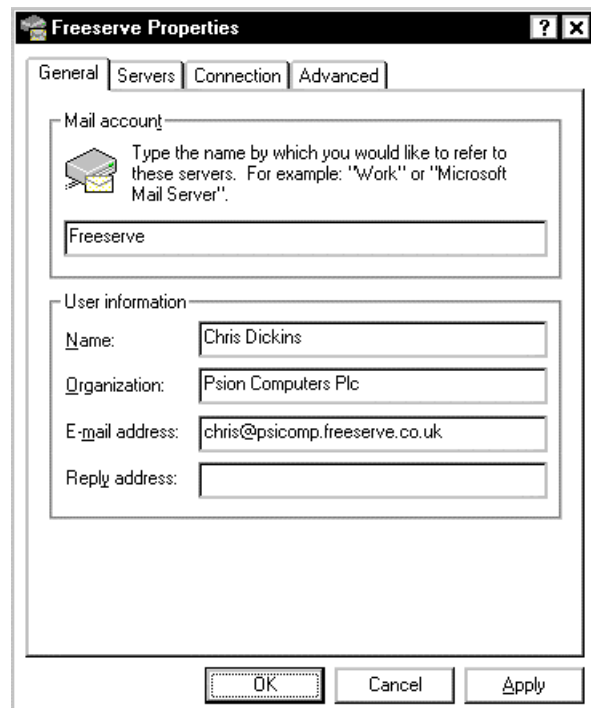 Freeserve Properties
General Servers Connection Advanced
Mail account
Type the name by which you would like to refer to
these servers. For example: "Work" or "Microsoft
Mail Server".
Freeserve
User information
Name: Chris Dickins
Organization: Psion Computers Plc
E-mail address: chris@psicomp.freeserve.co.uk
Reply address:
OK Cancel Apply